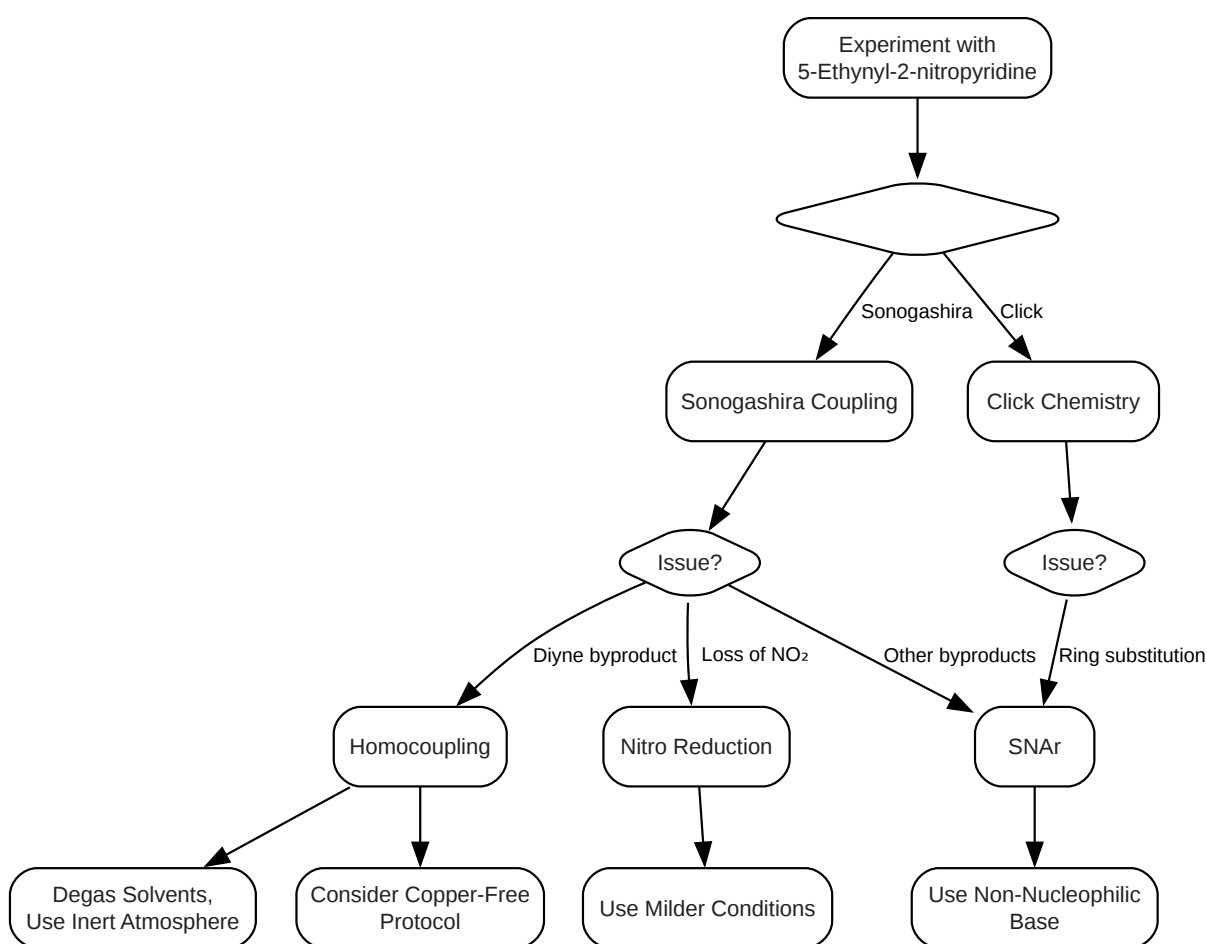 Experiment with
5-Ethynyl-2-nitropyridine
Sonogashira
Click
Sonogashira Coupling
Click Chemistry
Issue?
Issue?
Diyne byproduct
Loss of NO₂
Other byproducts
Ring substitution
Homocoupling
Nitro Reduction
SNAr
Degas Solvents,
Use Inert Atmosphere
Consider Copper-Free
Protocol
Use Milder Conditions
Use Non-Nucleophilic
Base